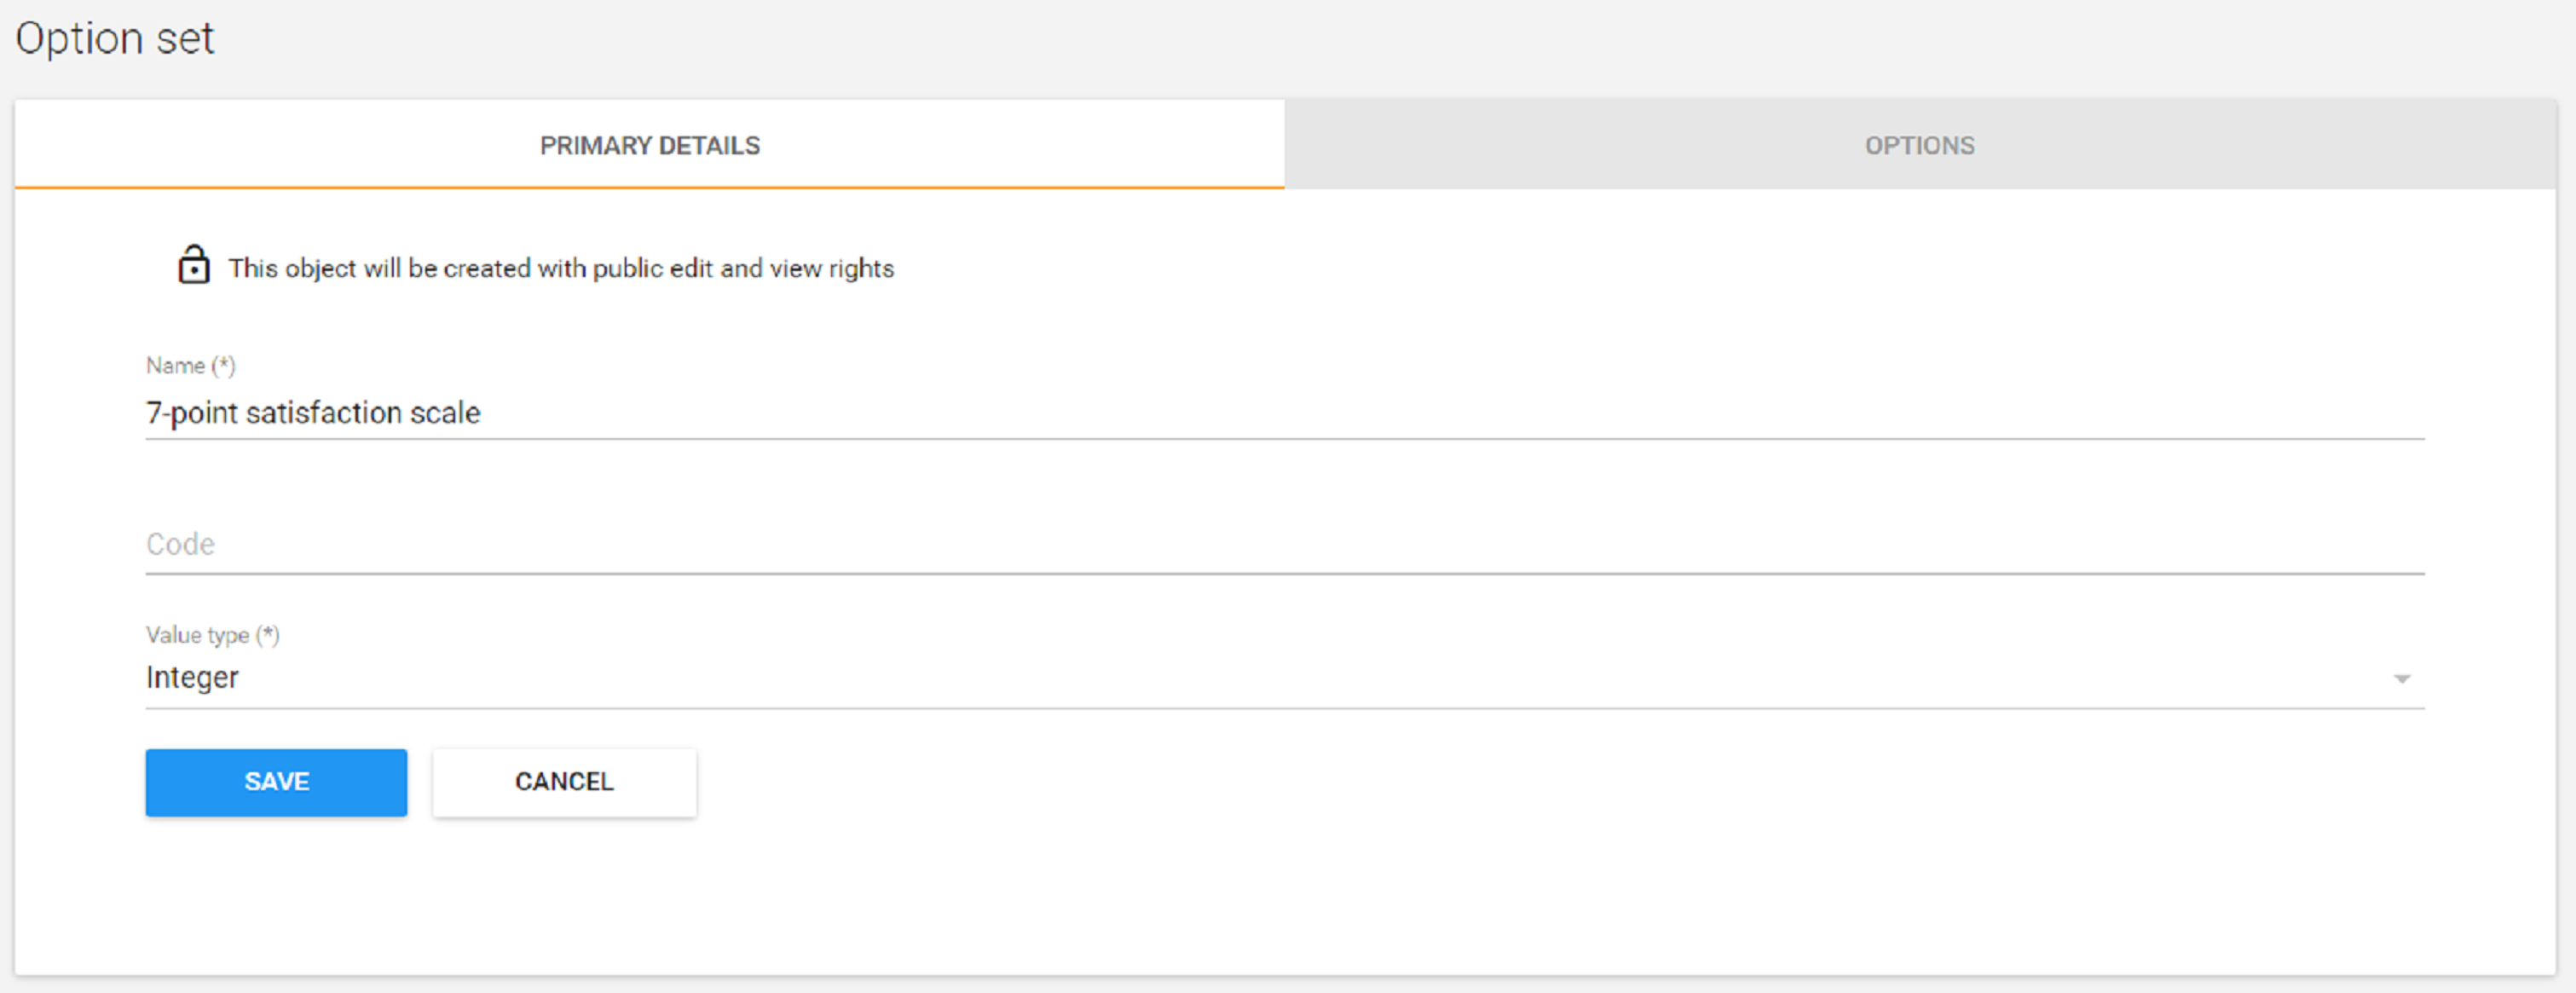 Option set
PRIMARY DETAILS
OPTIONS
This object will be created with public edit and view rights
Name (*)
7-point satisfaction scale
Code
Value type (*)
Integer
SAVE
CANCEL